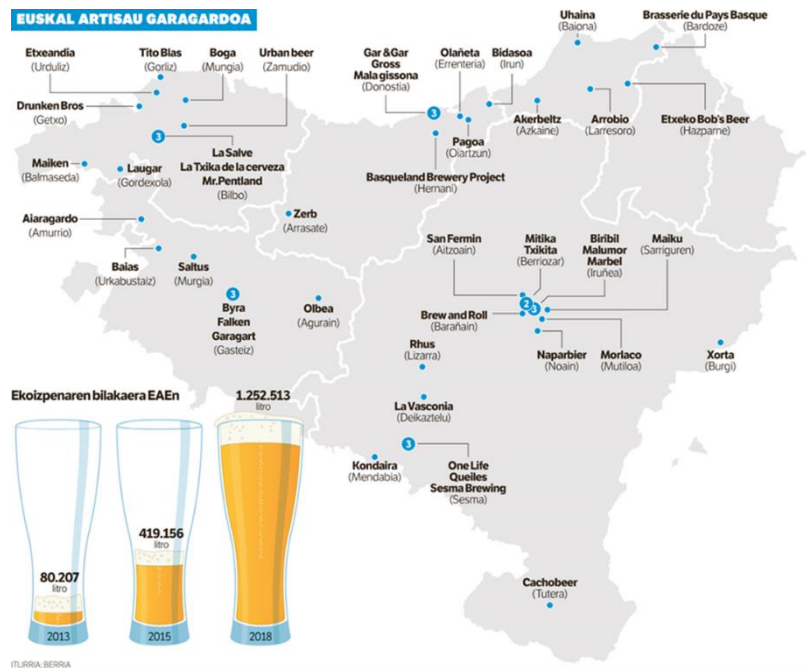 EUSKAL ARTISAU GARAGARDOA
Etxeandia
(Urduliz)
Tito Blas
(Gorliz)
Boga
(Mungia)
Urban beer
(Zamudio)
Drunken Bros
(Getxo)
Maiken
(Balmaseda)
Laugar
(Gordexola)
La Salve
La Txika de la cerveza
Mr.Pentland
(Bilbo)
3
Aiaragardo
(Amurrio)
Baias
(Urkabustaiz)
Saltus
(Murgia)
3
Byra
Falken
Garagart
(Gasteiz)
Olbea
(Agurain)
Zerb
(Arrasate)
Gar &Gar
Gross
Mala gissona
(Donostia)
3
Olañeta
(Errenteria)
Bidasoa
(Irun)
Pagoa
(Oiartzun)
Basqueland Brewery Project
(Hernani)
Uhaina
(Baiona)
Brasserie du Pays Basque
(Bardoze)
Akerbeltz
(Azkaine)
Arrobio
(Larresoro)
Etxeko Bob's Beer
(Hazparne)
San Fermin
(Aitzoain)
Mitika
Txikita
(Berriozar)
Biribil
Malumor
Marbel
(Iruñea)
Maiku
(Sarriguren)
2
3
Brew and Roll
(Barañain)
Naparbier
(Noain)
Morlaco
(Mutiloa)
Xorta
(Burgi)
Rhus
(Lizarra)
La Vasconia
(Deikaztelu)
3
Kondaira
(Mendabia)
One Life
Queiles
Sesma Brewing
(Sesma)
Cachobeer
(Tutera)
Ekoizpenaren bilakaera EAEn
80.207
litro
2013
419.156
litro
2015
1.252.513
litro
2018
ITURRIA: BERRIA